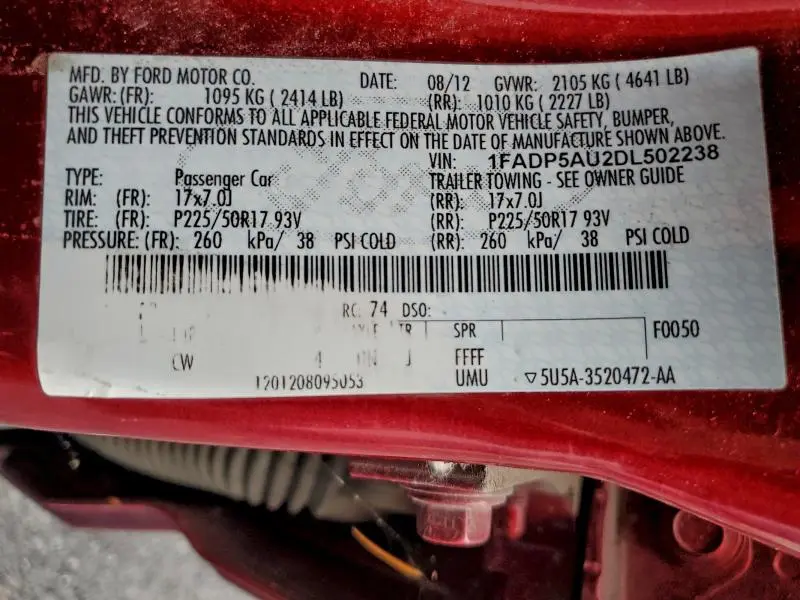 MFD. BY FORD MOTOR CO. DATE: 08/12 GVWR: 2105 KG ( 4641 LB)
GAWR: (FR): 1095 KG ( 2414 LB) (RR): 1010 KG ( 2227 LB)
THIS VEHICLE CONFORMS TO ALL APPLICABLE FEDERAL MOTOR VEHICLE SAFETY, BUMPER,
AND THEFT PREVENTION STANDARDS IN EFFECT ON THE DATE OF MANUFACTURE SHOWN ABOVE.
VIN: 1FADP5AU2DL502238
TYPE: Passenger Car TRAILER TOWING - SEE OWNER GUIDE
RIM: (FR): 17x7.0J (RR): 17x7.0J
TIRE: (FR): P225/50R17 93V (RR): P225/50R17 93V
PRESSURE: (FR): 260 kPa/ 38 PSI COLD (RR): 260 kPa/ 38 PSI COLD
RC: 74 DSO:
TR SPR F0050
CW 4 J FFFF
1201208095053 UMU ▽5U5A-3520472-AA